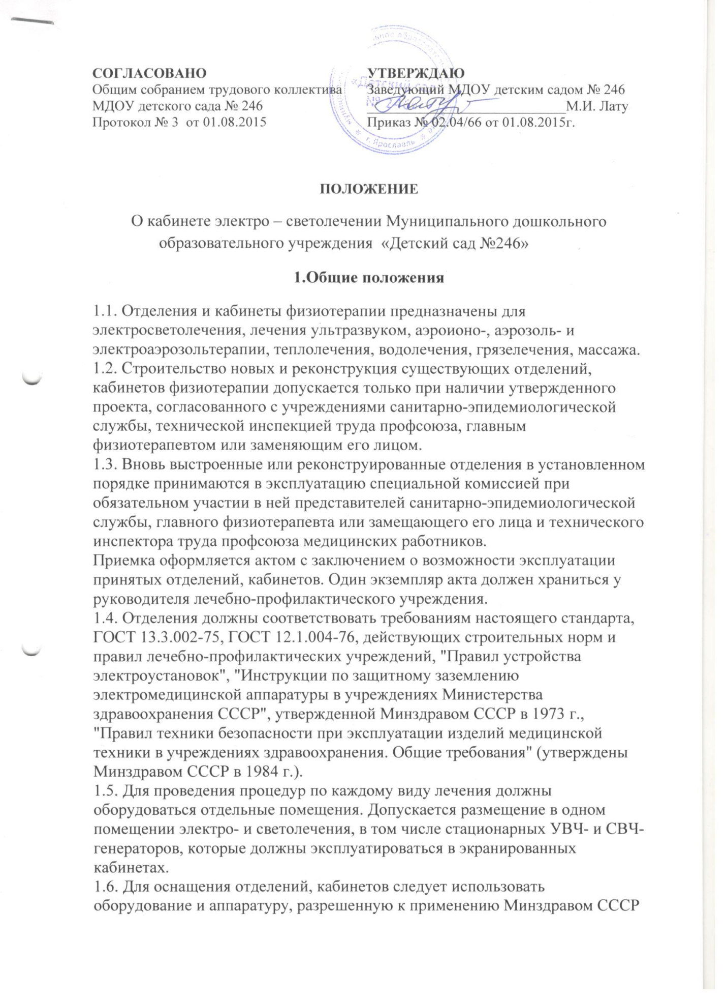 СОГЛАСОВАНО
Общим собранием трудового коллектива
МДОУ детского сада № 246
Протокол № 3 от 01.08.2015
УТВЕРЖДАЮ
Заведующий МДОУ детским садом № 246
М.И. Лату
Приказ № 02.04/66 от 01.08.2015г.
«Детский сад
№
г. Ярославль
ПОЛОЖЕНИЕ
О кабинете электро – светолечении Муниципального дошкольного
образовательного учреждения «Детский сад №246»
1.Общие положения
1.1. Отделения и кабинеты физиотерапии предназначены для
электросветолечения, лечения ультразвуком, аэроионо-, аэрозоль- и
электроаэрозольтерапии, теплолечения, водолечения, грязелечения, массажа.
1.2. Строительство новых и реконструкция существующих отделений,
кабинетов физиотерапии допускается только при наличии утвержденного
проекта, согласованного с учреждениями санитарно-эпидемиологической
службы, технической инспекцией труда профсоюза, главным
физиотерапевтом или заменяющим его лицом.
1.3. Вновь выстроенные или реконструированные отделения в установленном
порядке принимаются в эксплуатацию специальной комиссией при
обязательном участии в ней представителей санитарно-эпидемиологической
службы, главного физиотерапевта или замещающего его лица и технического
инспектора труда профсоюза медицинских работников.
Приемка оформляется актом с заключением о возможности эксплуатации
принятых отделений, кабинетов. Один экземпляр акта должен храниться у
руководителя лечебно-профилактического учреждения.
1.4. Отделения должны соответствовать требованиям настоящего стандарта,
ГОСТ 13.3.002-75, ГОСТ 12.1.004-76, действующих строительных норм и
правил лечебно-профилактических учреждений, "Правил устройства
электроустановок", "Инструкции по защитному заземлению
электромедицинской аппаратуры в учреждениях Министерства
здравоохранения СССР", утвержденной Минздравом СССР в 1973 г.,
"Правил техники безопасности при эксплуатации изделий медицинской
техники в учреждениях здравоохранения. Общие требования" (утверждены
Минздравом СССР в 1984 г.).
1.5. Для проведения процедур по каждому виду лечения должны
оборудоваться отдельные помещения. Допускается размещение в одном
помещении электро- и светолечения, в том числе стационарных УВЧ- и СВЧ-
генераторов, которые должны эксплуатироваться в экранированных
кабинетах.
1.6. Для оснащения отделений, кабинетов следует использовать
оборудование и аппаратуру, разрешенную к применению Минздравом СССР